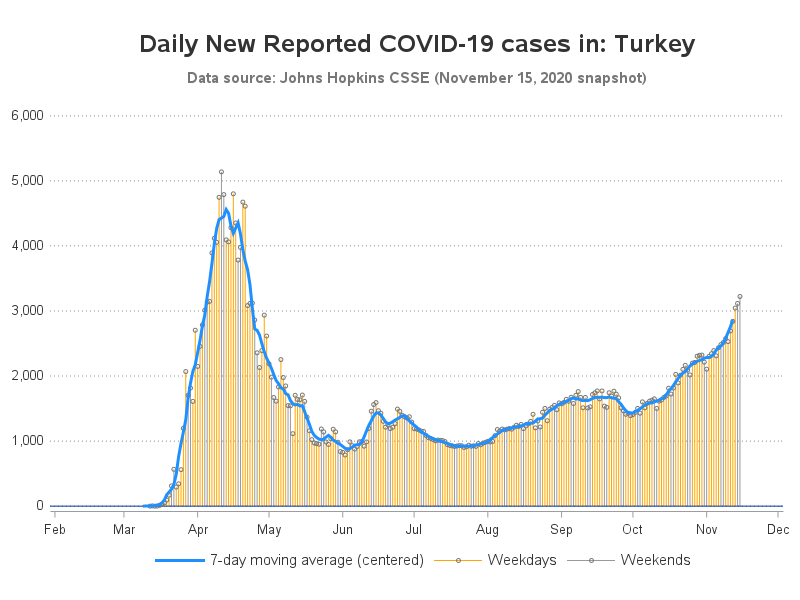 Daily New Reported COVID-19 cases in: Turkey
Data source: Johns Hopkins CSSE (November 15, 2020 snapshot)
6,000
5,000
4,000
3,000
2,000
1,000
0
Feb Mar Apr May Jun Jul Aug Sep Oct Nov Dec
7-day moving average (centered) Weekdays Weekends